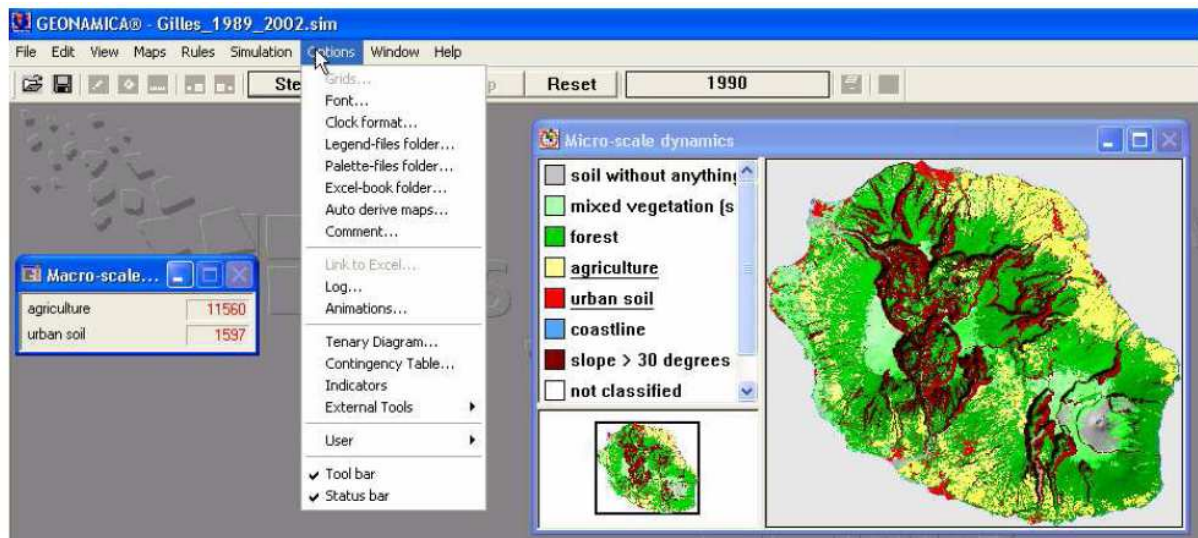 GEONAMICA® - Gilles_1989_2002.sim
File Edit View Maps Rules Simulation Options Window Help
Reset 1990
Grids...
Font...
Clock format...
Legend-files folder...
Palette-files folder...
Excel-book folder...
Auto derive maps...
Comment...
Link to Excel...
Log...
Animations...
Tenary Diagram...
Contingency Table...
Indicators
External Tools
User
Tool bar
Status bar
Macro-scale...
agriculture 11560
urban soil 1597
Micro-scale dynamics
soil without anything
mixed vegetation (s
forest
agriculture
urban soil
coastline
slope > 30 degrees
not classified